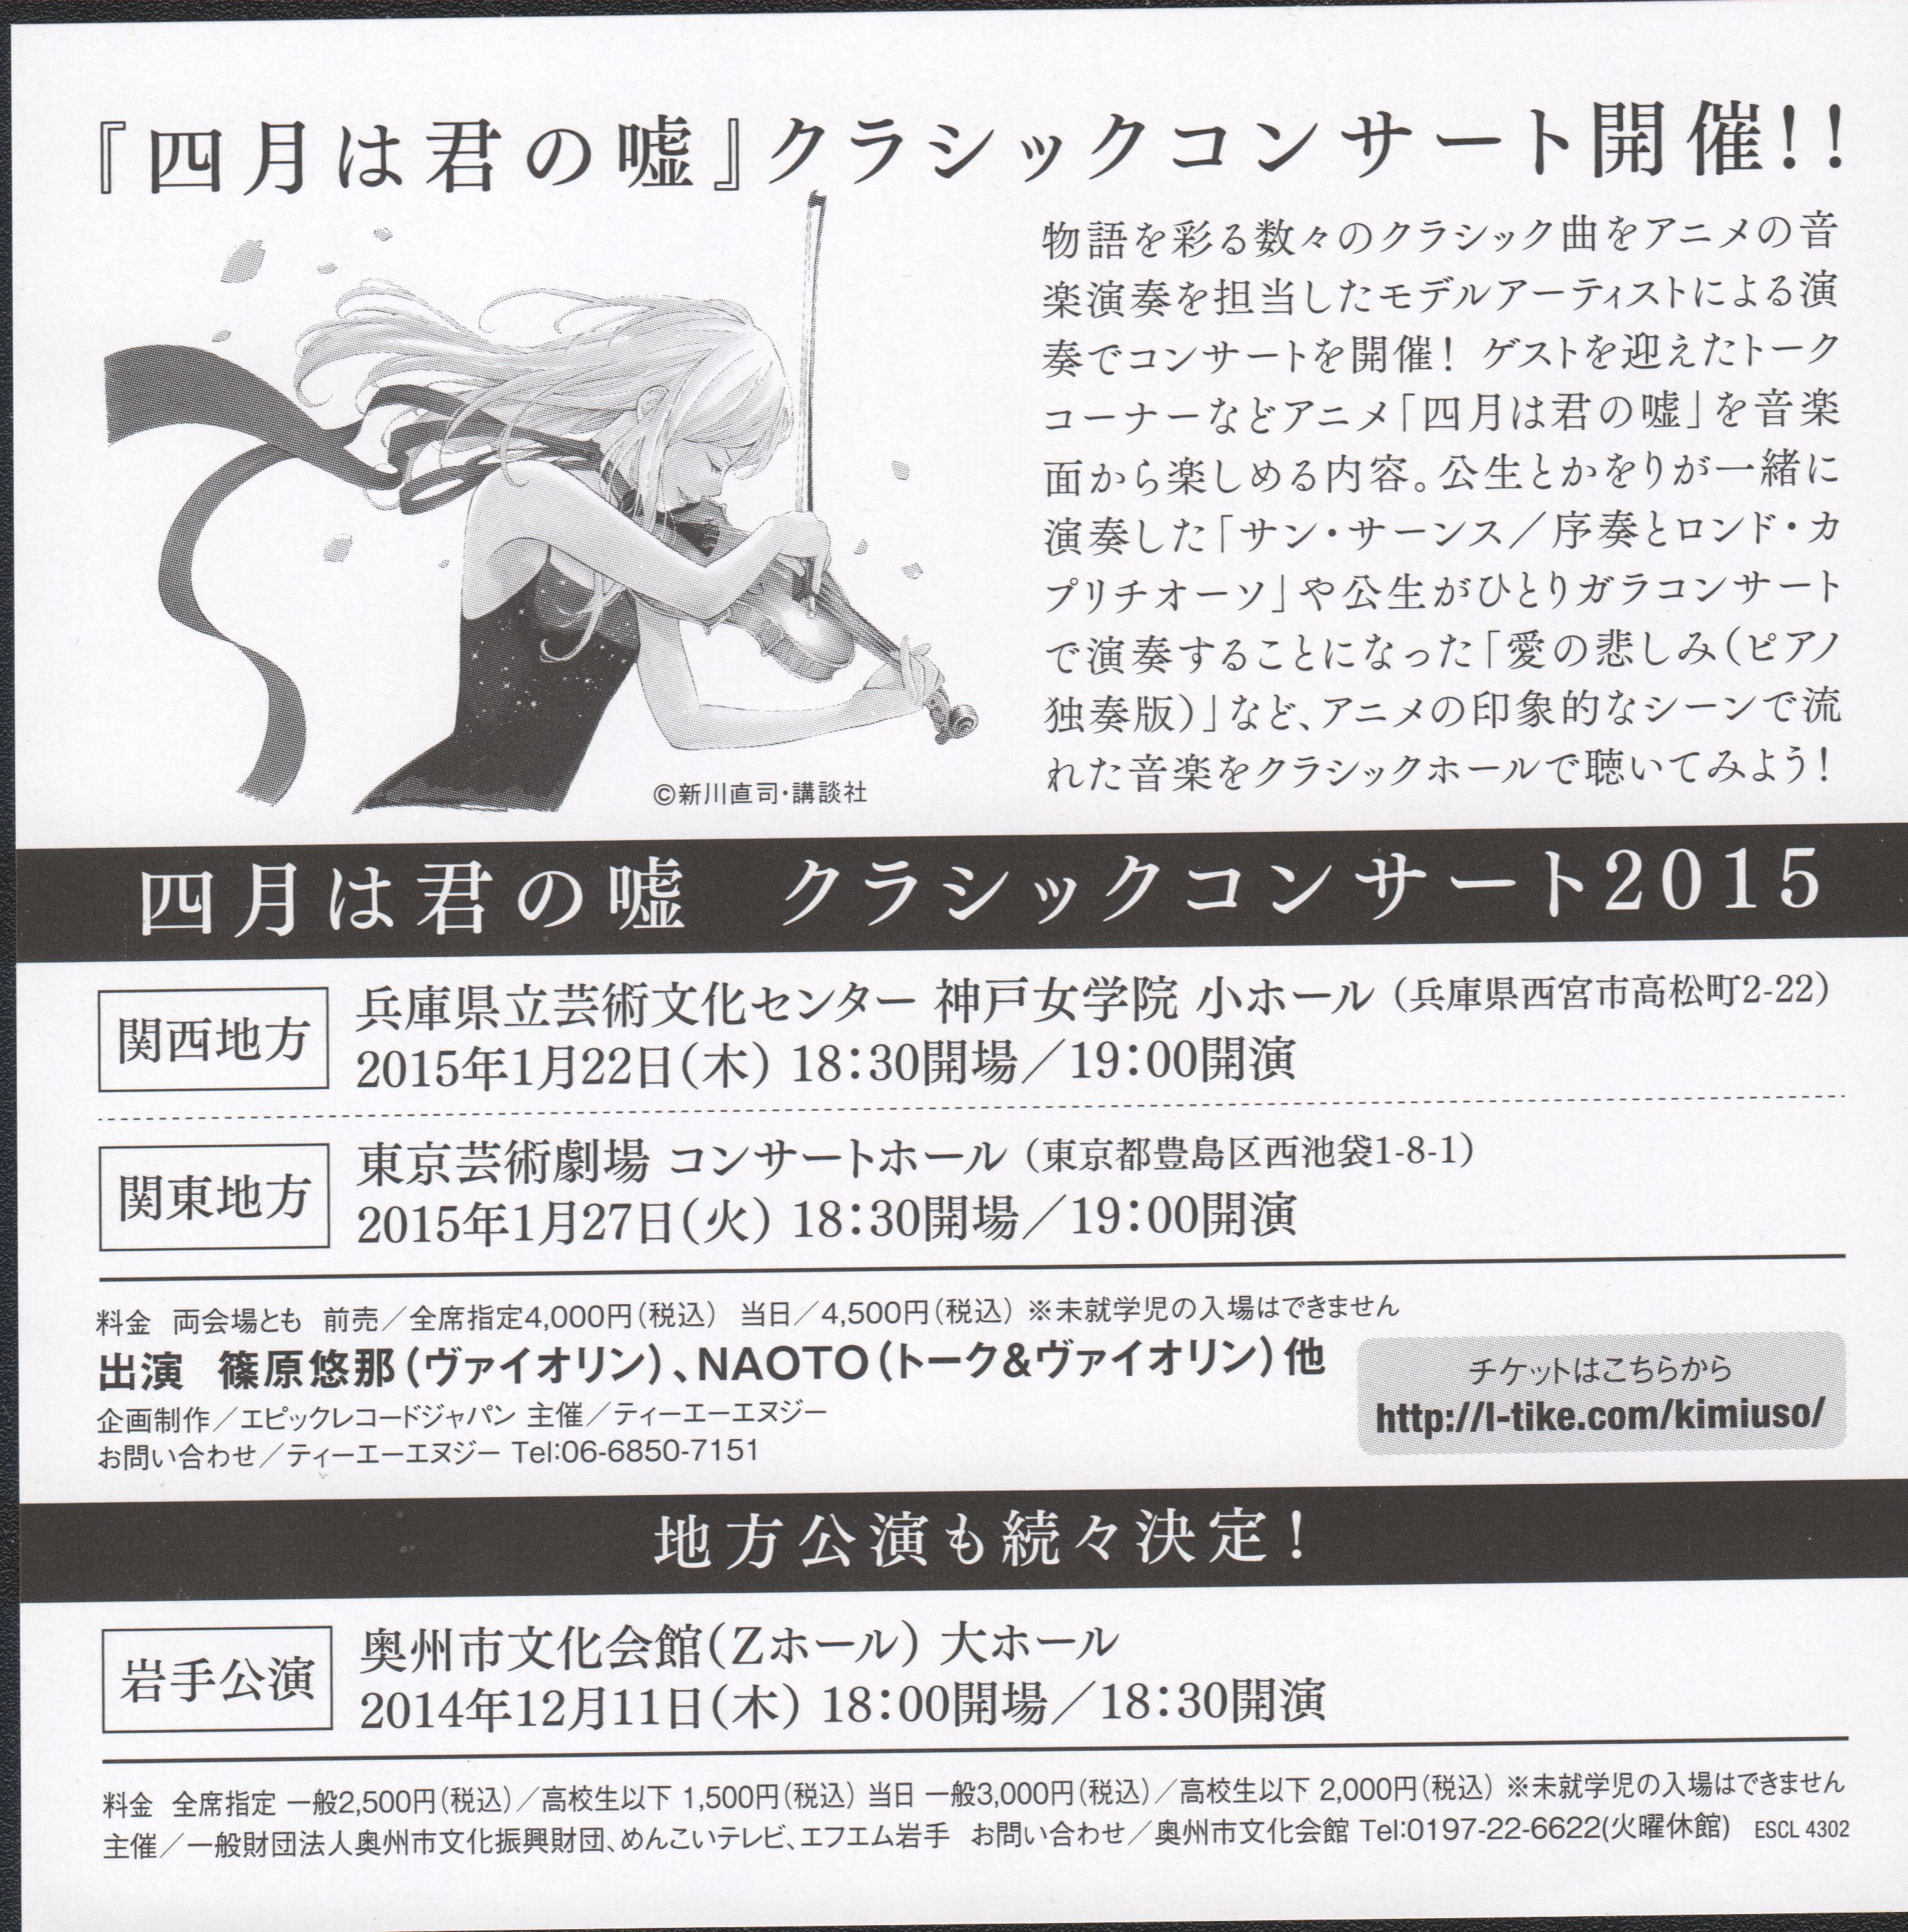 『四月は君の嘘』クラシックコンサート開催!!
物語を彩る数々のクラシック曲をアニメの音
楽演奏を担当したモデルアーティストによる演
奏でコンサートを開催! ゲストを迎えたトーク
コーナーなどアニメ「四月は君の嘘」を音楽
面から楽しめる内容。公生とかをりが一緒に
演奏した「サン・サーンス／序奏とロンド・カ
プリチオーソ」や公生がひとりガラコンサート
で演奏することになった「愛の悲しみ(ピアノ
独奏版)」など、アニメの印象的なシーンで流
れた音楽をクラシックホールで聴いてみよう!
©新川直司・講談社
四月は君の嘘　クラシックコンサート2015
関西地方
兵庫県立芸術文化センター 神戸女学院 小ホール (兵庫県西宮市高松町2-22)
2015年1月22日(木) 18:30開場／19:00開演
関東地方
東京芸術劇場 コンサートホール (東京都豊島区西池袋1-8-1)
2015年1月27日(火) 18:30開場／19:00開演
料金　両会場とも　前売／全席指定4,000円(税込)　当日／4,500円(税込) ※未就学児の入場はできません
出演　篠原悠那(ヴァイオリン)、NAOTO(トーク&ヴァイオリン)他
企画制作／エピックレコードジャパン 主催／ティーエーエヌジー
お問い合わせ／ティーエーエヌジー Tel:06-6850-7151
チケットはこちらから
http://l-tike.com/kimiuso/
地方公演も続々決定!
岩手公演
奥州市文化会館(Zホール) 大ホール
2014年12月11日(木) 18:00開場／18:30開演
料金　全席指定 一般2,500円(税込)／高校生以下 1,500円(税込) 当日 一般3,000円(税込)／高校生以下 2,000円(税込) ※未就学児の入場はできません
主催／一般財団法人奥州市文化振興財団、めんこいテレビ、エフエム岩手　お問い合わせ／奥州市文化会館 Tel:0197-22-6622(火曜休館)　ESCL 4302